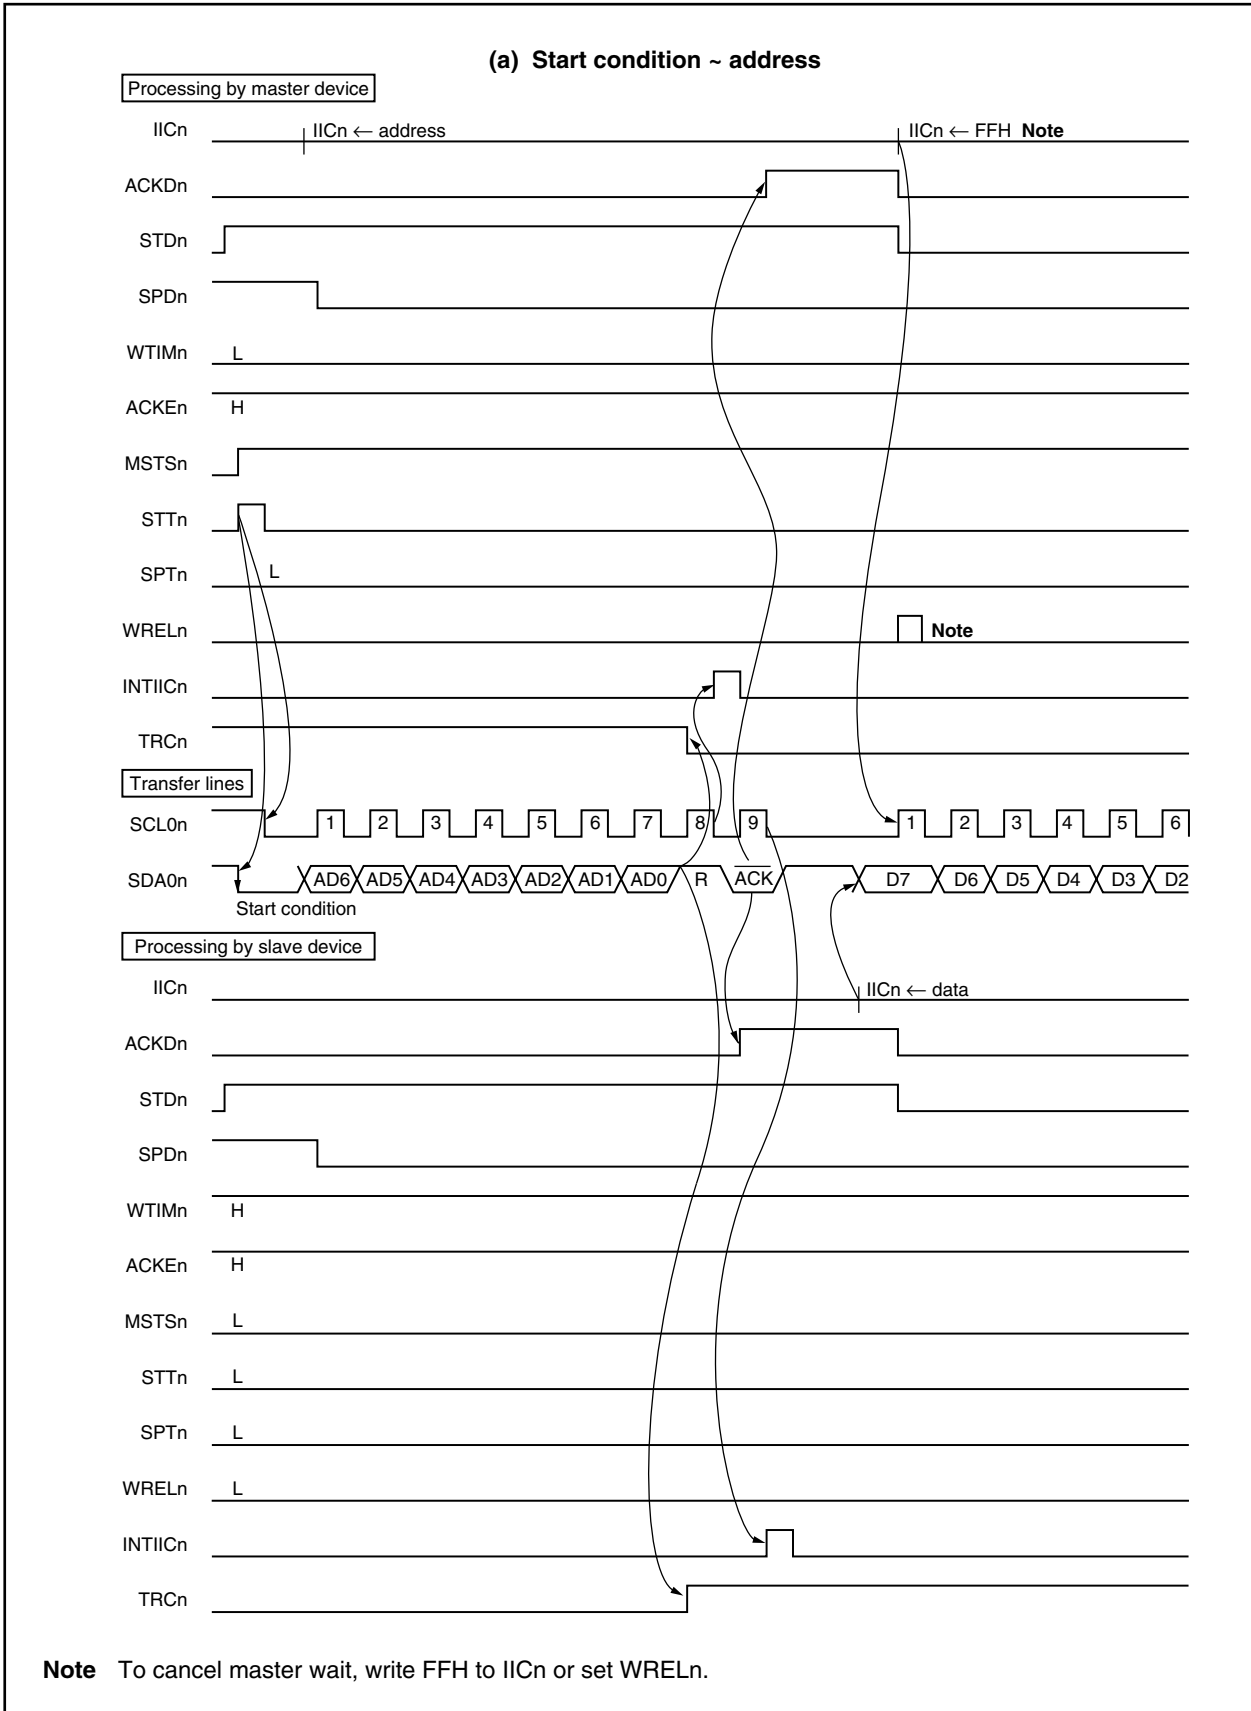 (a) Start condition ~ address
Processing by master device
IICn IICn ← address IICn ← FFH Note
ACKDn
STDn
SPDn
WTIMn L
ACKEn H
MSTSn
STTn
SPTn L
WRELn Note
INTIICn
TRCn
Transfer lines
SCL0n 1 2 3 4 5 6 7 8 9 1 2 3 4 5 6
SDA0n AD6 AD5 AD4 AD3 AD2 AD1 AD0 R ACK D7 D6 D5 D4 D3 D2
Start condition
Processing by slave device
IICn IICn ← data
ACKDn
STDn
SPDn
WTIMn H
ACKEn H
MSTSn L
STTn L
SPTn L
WRELn L
INTIICn
TRCn
Note To cancel master wait, write FFH to IICn or set WRELn.